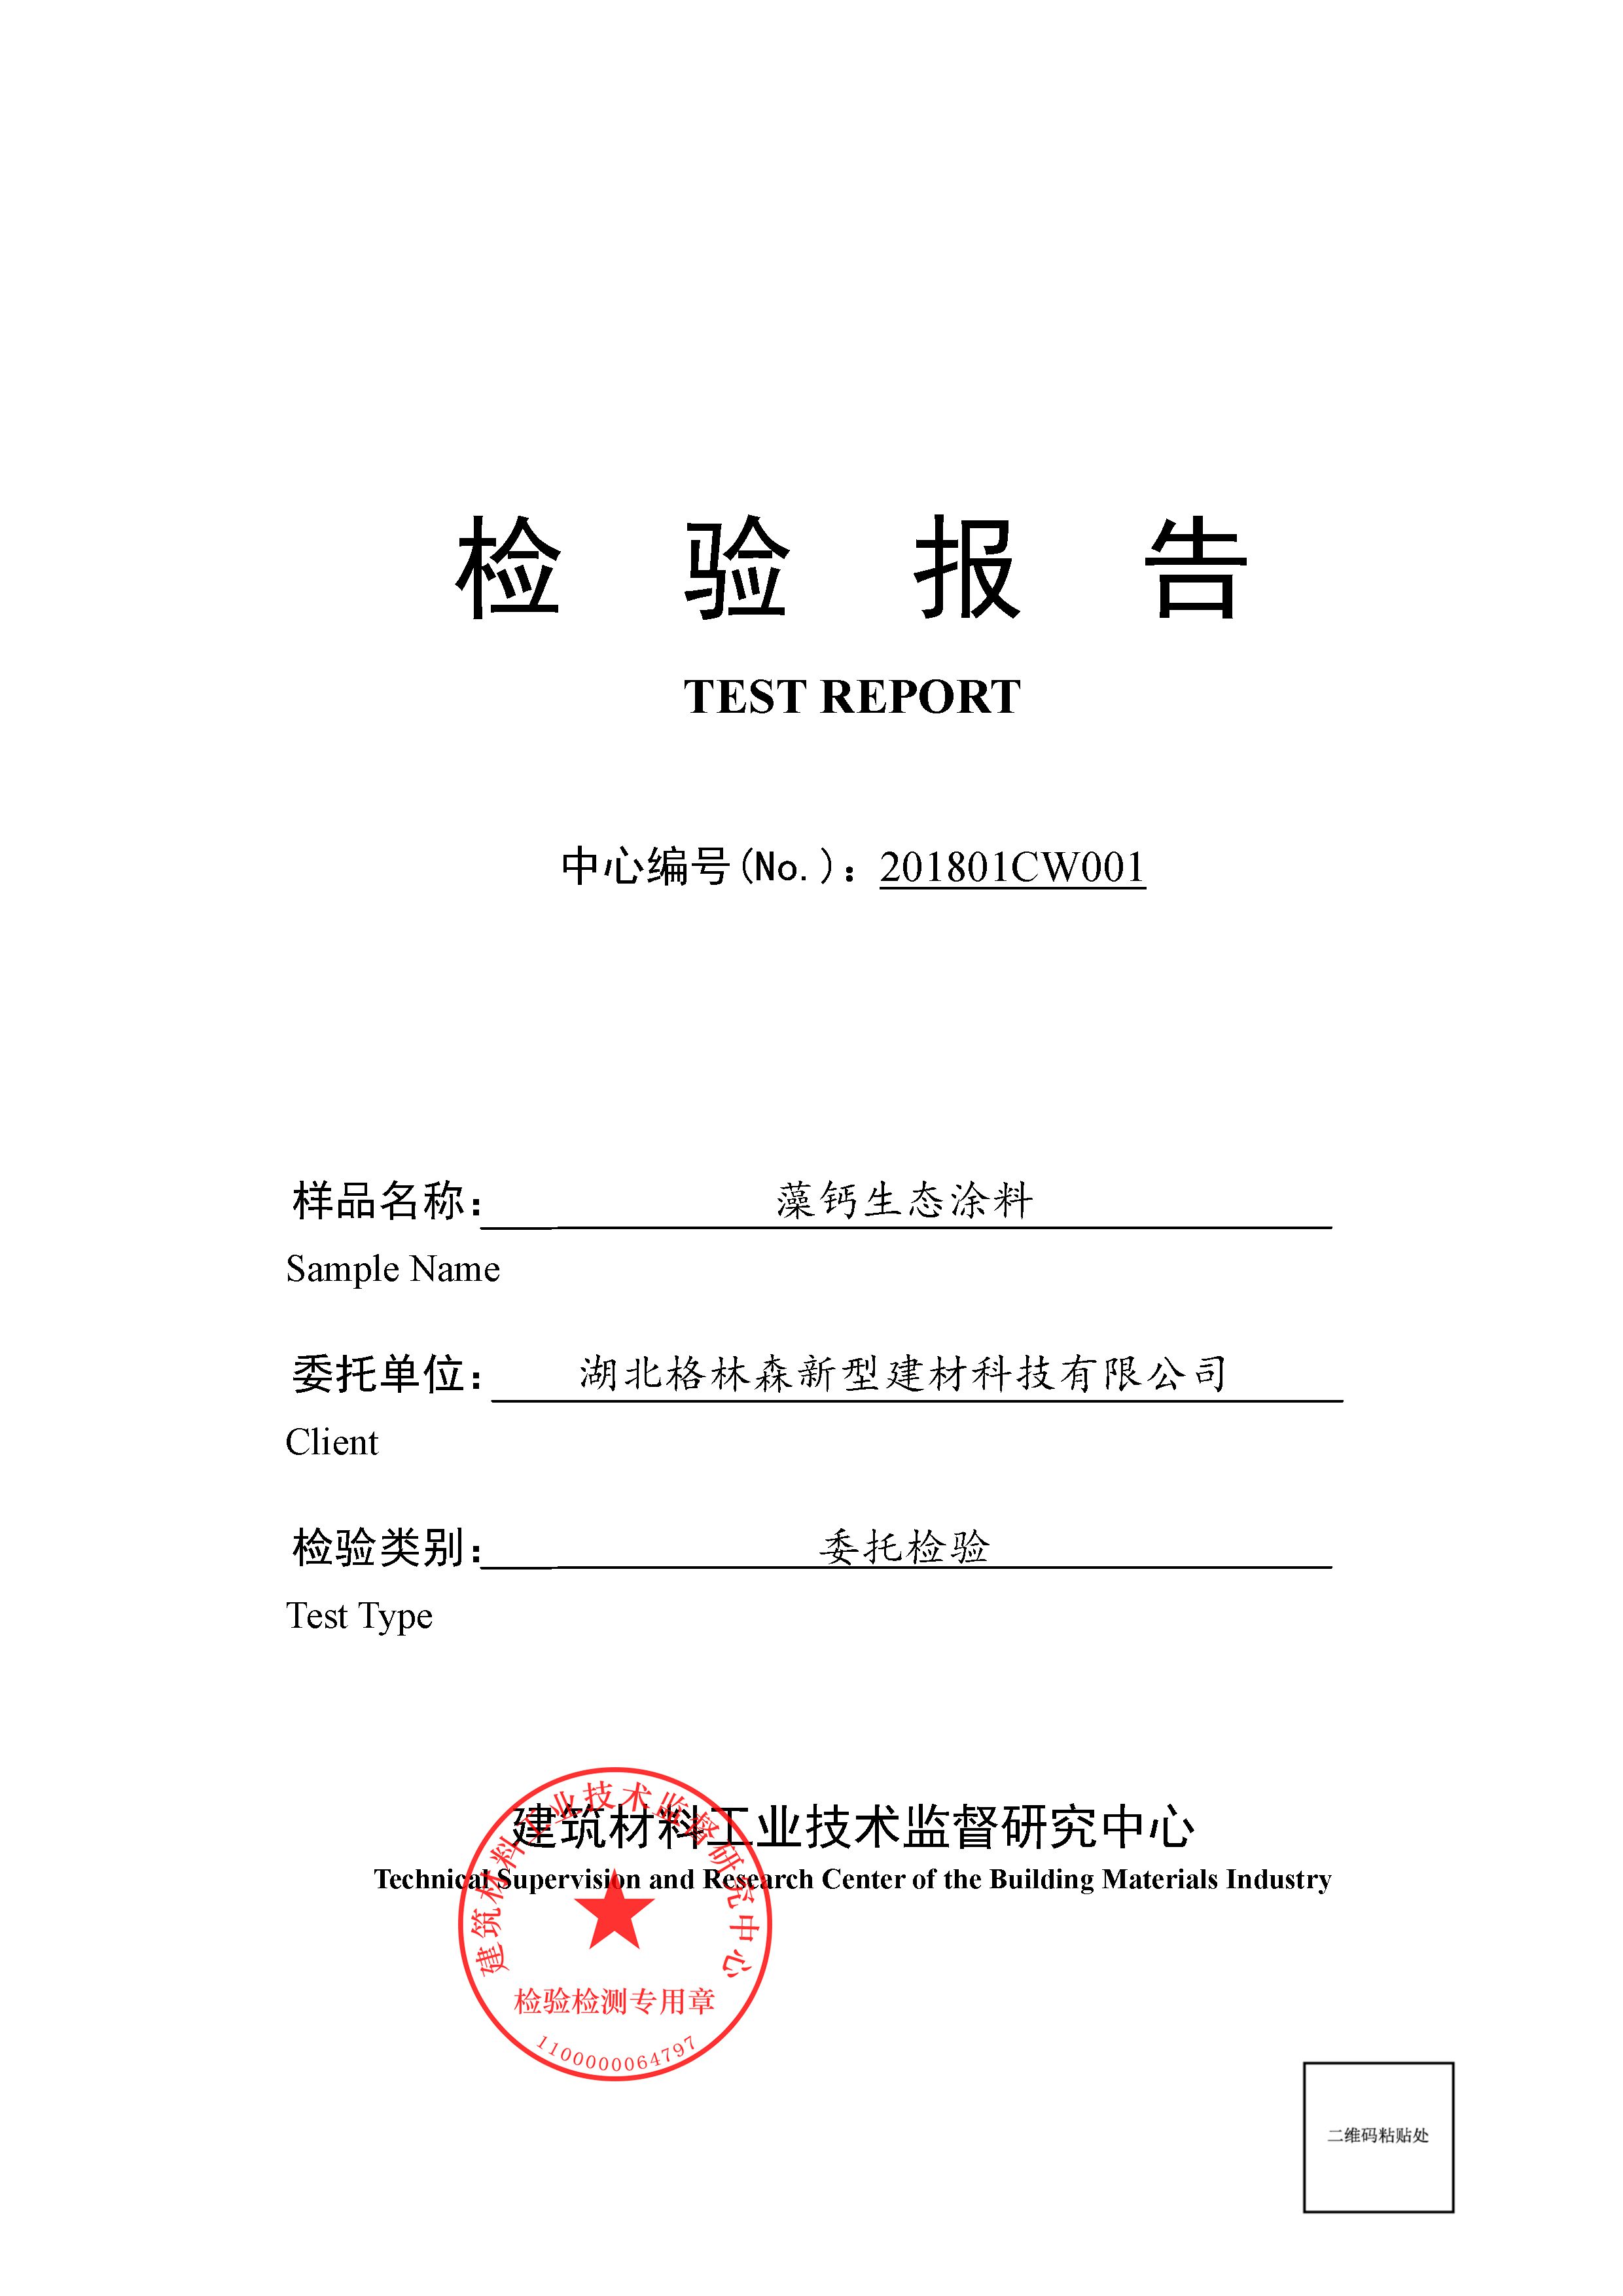 检 验 报 告
TEST REPORT
中心编号(No.)：201801CW001
样品名称：藻钙生态涂料
Sample Name
委托单位：湖北格林森新型建材科技有限公司
Client
检验类别：委托检验
Test Type
建筑材料工业技术监督研究中心
Technical Supervision and Research Center of the Building Materials Industry
建筑材料工业技术监督研究中心
检验检测专用章
1100000064797
二维码粘贴处